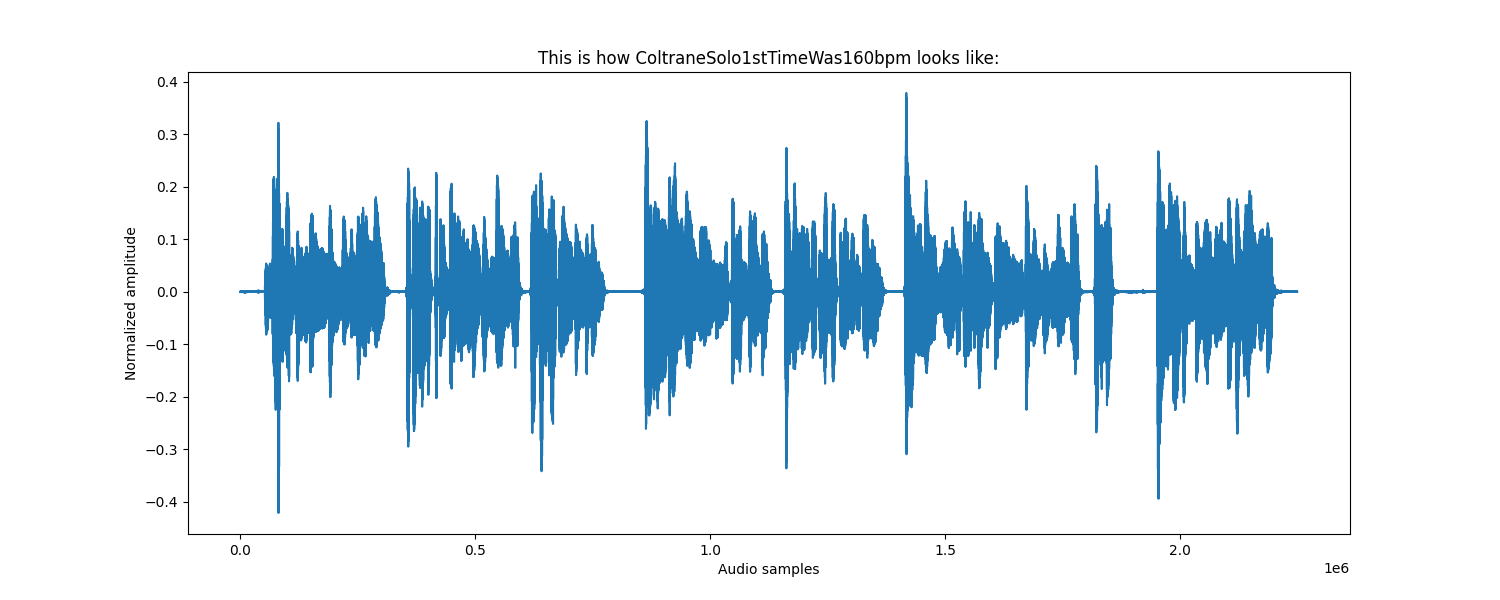 This is how ColtraneSolo1stTimeWas160bpm looks like:
0.4
0.3
0.2
0.1
0.0
−0.1
−0.2
−0.3
−0.4
Normalized amplitude
0.0 0.5 1.0 1.5 2.0
1e6
Audio samples